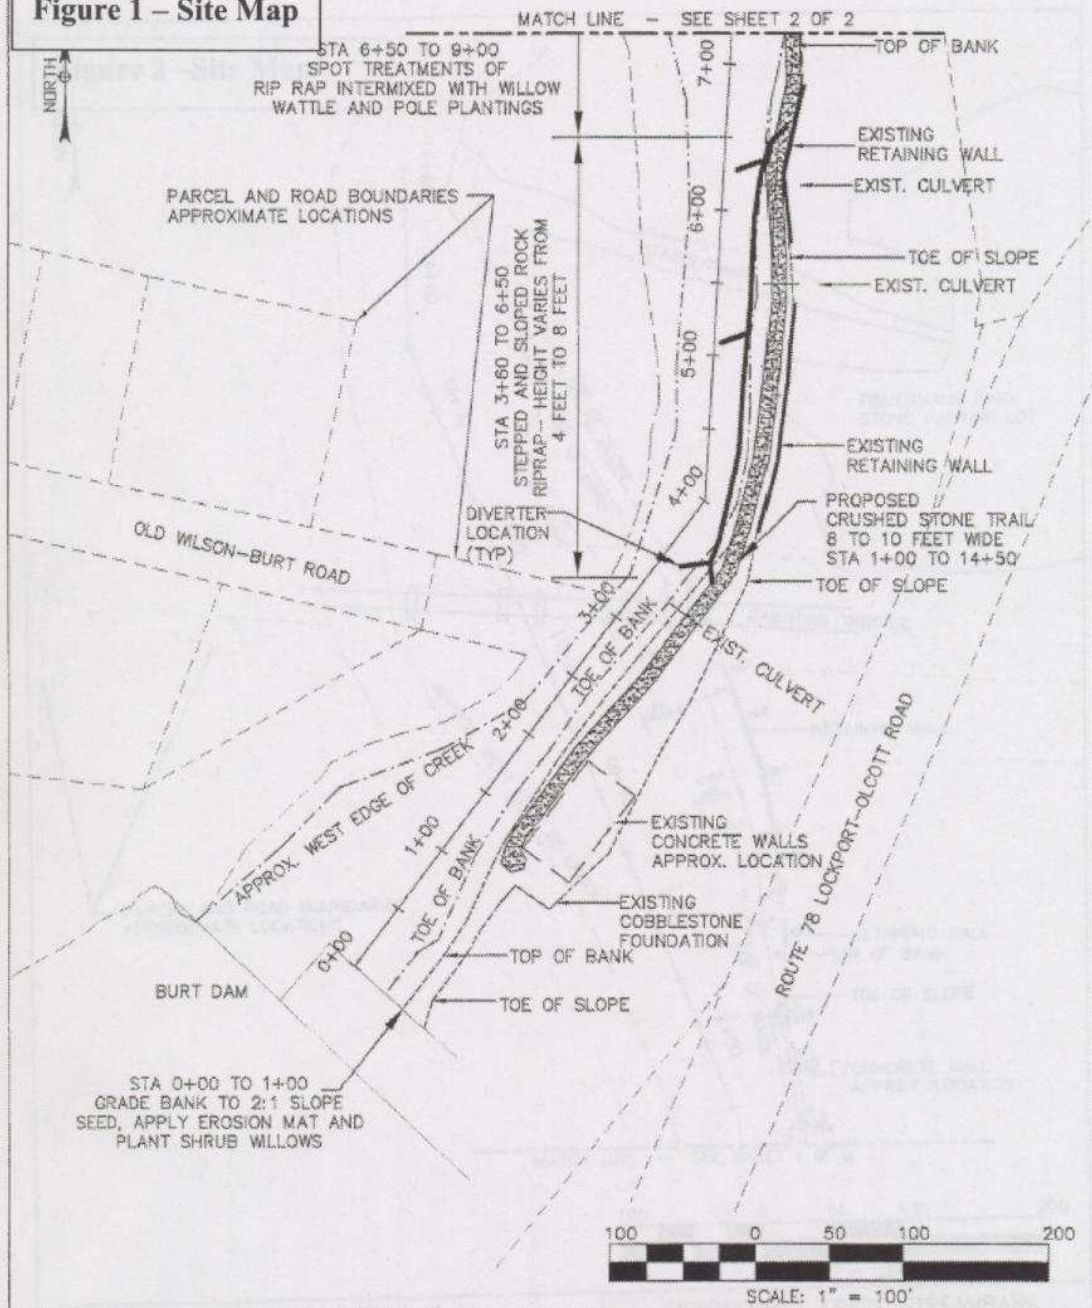 Figure 1 – Site Map
MATCH LINE – SEE SHEET 2 OF 2
NORTH
STA 6+50 TO 9+00
SPOT TREATMENTS OF
RIP RAP INTERMIXED WITH WILLOW
WATTLE AND POLE PLANTINGS
7+00
TOP OF BANK
EXISTING
RETAINING WALL
EXIST. CULVERT
PARCEL AND ROAD BOUNDARIES
APPROXIMATE LOCATIONS
6+00
TOE OF SLOPE
EXIST. CULVERT
STA 3+60 TO 6+50
STEPPED AND SLOPED ROCK
RIPRAP-- HEIGHT VARIES FROM
4 FEET TO 8 FEET
5+00
EXISTING
RETAINING WALL
4+00
PROPOSED
CRUSHED STONE TRAIL
8 TO 10 FEET WIDE
STA 1+00 TO 14+50
DIVERTER
LOCATION
(TYP)
OLD WILSON-BURT ROAD
TOE OF SLOPE
3+00
TOE OF BANK
EXIST. CULVERT
2+00
APPROX. WEST EDGE OF CREEK
1+00
TOE OF BANK
EXISTING
CONCRETE WALLS
APPROX. LOCATION
EXISTING
COBBLESTONE
FOUNDATION
ROUTE 78 LOCKPORT-OLCOTT ROAD
0+00
TOP OF BANK
BURT DAM
TOE OF SLOPE
STA 0+00 TO 1+00
GRADE BANK TO 2:1 SLOPE
SEED, APPLY EROSION MAT AND
PLANT SHRUB WILLOWS
100 0 50 100 200
SCALE: 1" = 100'